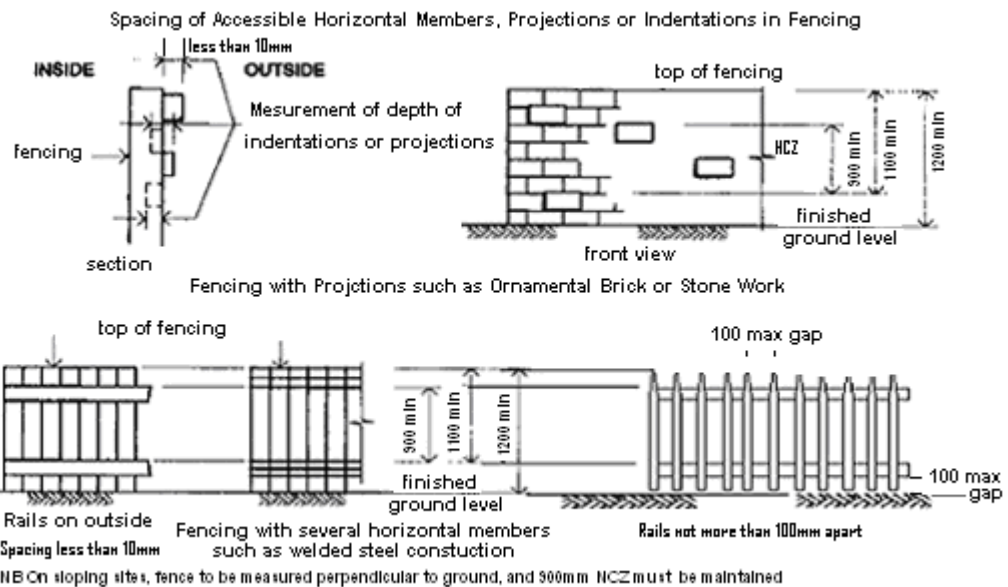 Spacing of Accessible Horizontal Members, Projections or Indentations in Fencing
less than 10mm
INSIDE
OUTSIDE
Mesurement of depth of
indentations or projections
fencing
section
top of fencing
HCZ
900 min
1100 min
1200 min
finished
ground level
front view
Fencing with Projctions such as Ornamental Brick or Stone Work
top of fencing
900 min
1100 min
1200 min
finished
ground level
100 max gap
100 max
gap
Rails on outside
Spacing less than 10mm
Fencing with several horizontal members
such as welded steel constuction
Rails not more than 100mm apart
NB On sloping sites, fence to be measured perpendicular to ground, and 900mm NCZ must be maintained